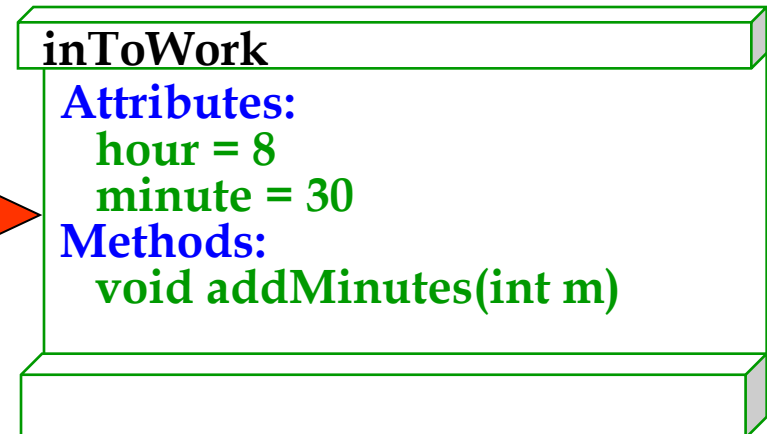 inToWork
Attributes:
hour = 8
minute = 30
Methods:
void addMinutes(int m)